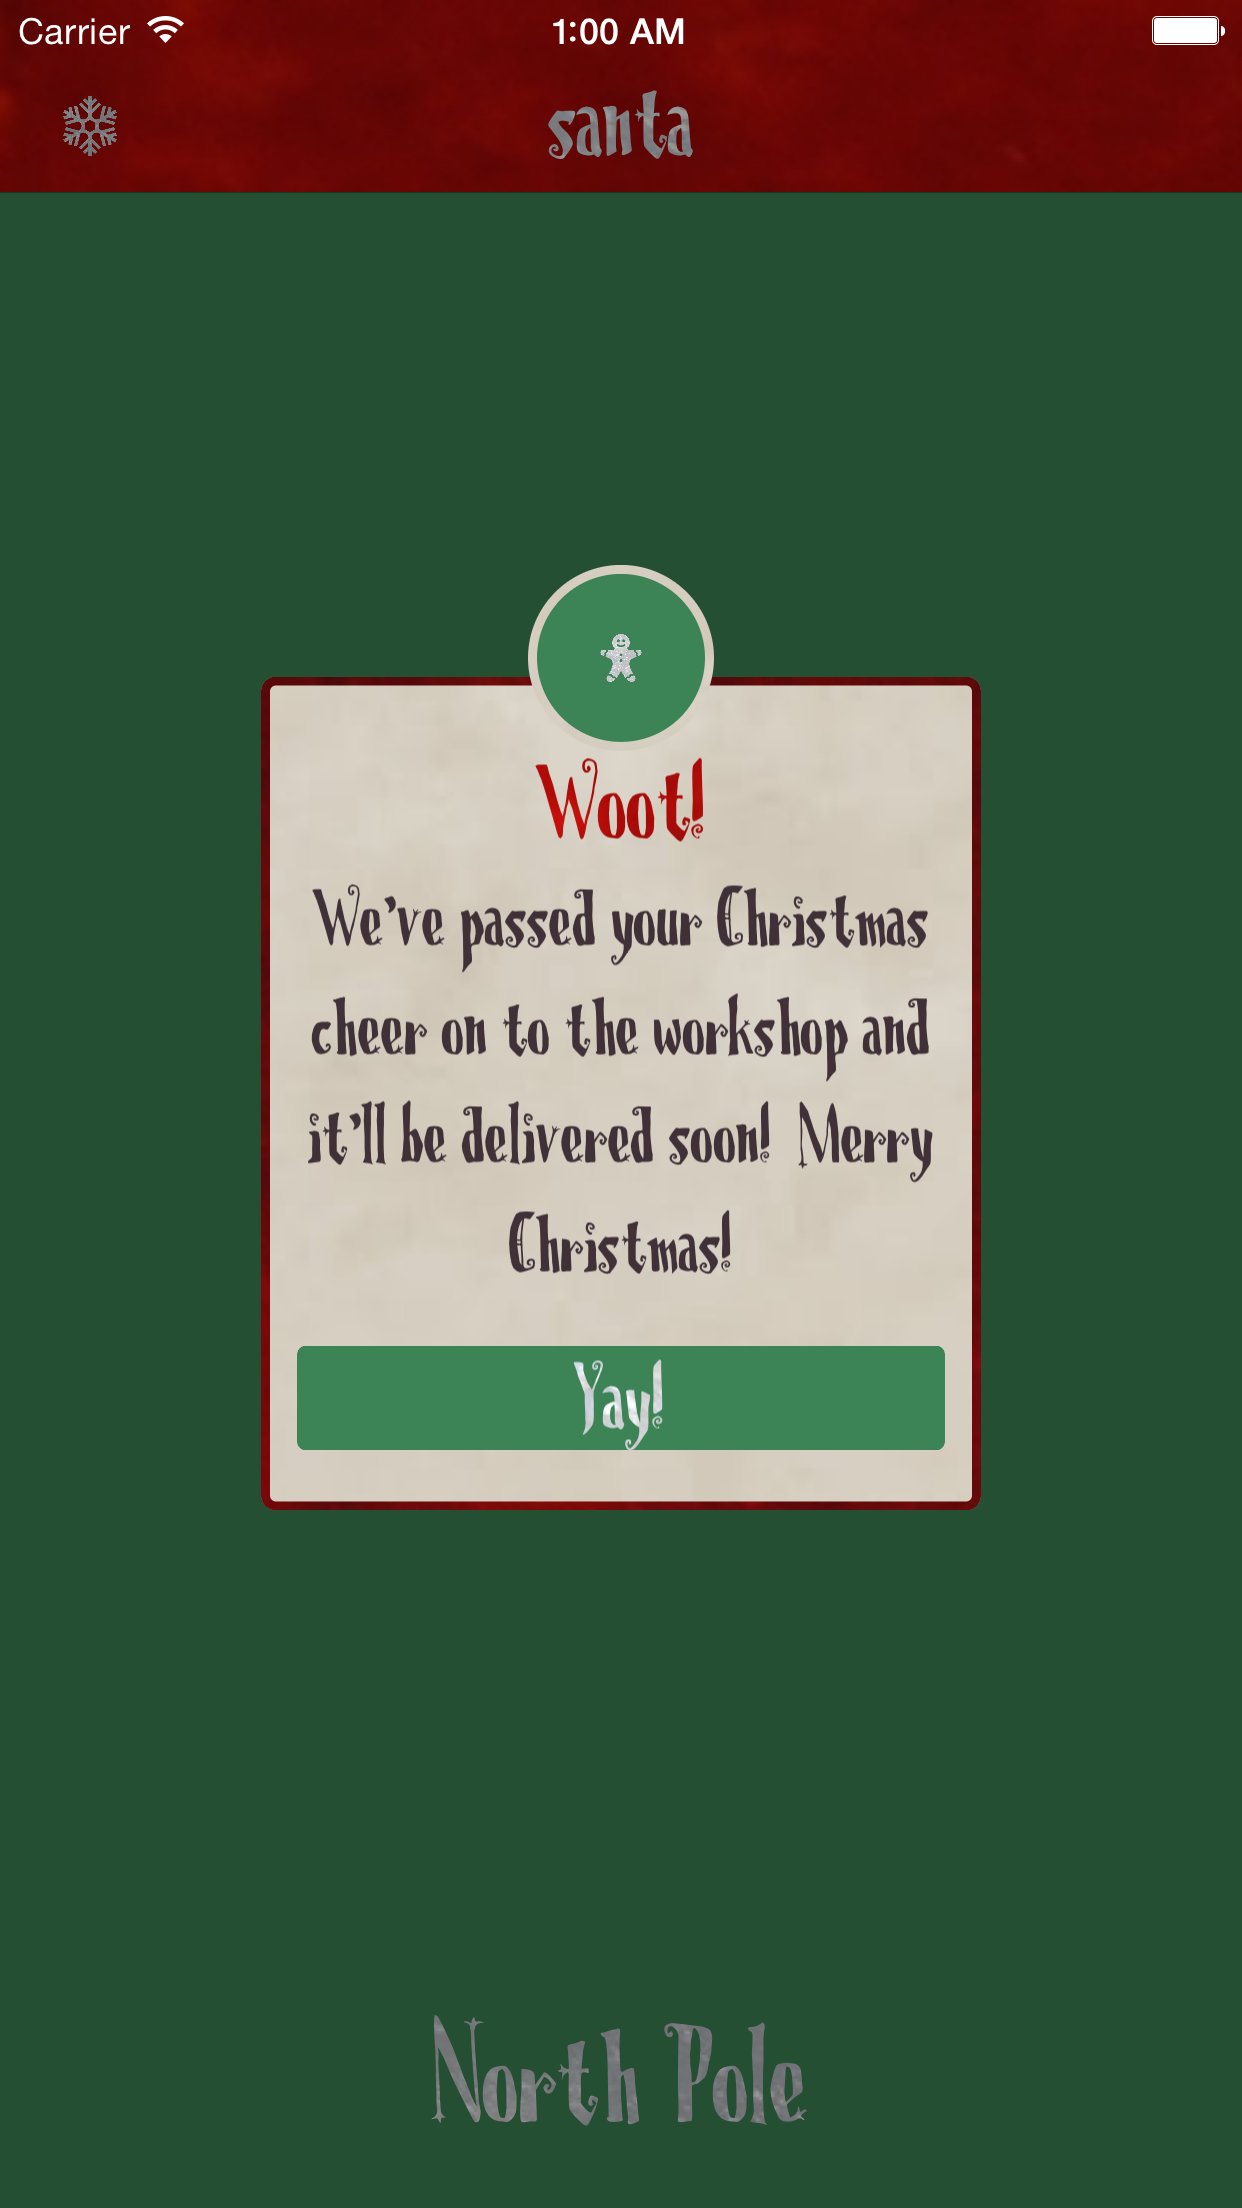 Carrier 1:00 AM
santa
Woot!
We've passed your Christmas
cheer on to the workshop and
it'll be delivered soon!  Merry
Christmas!
Yay!
North Pole